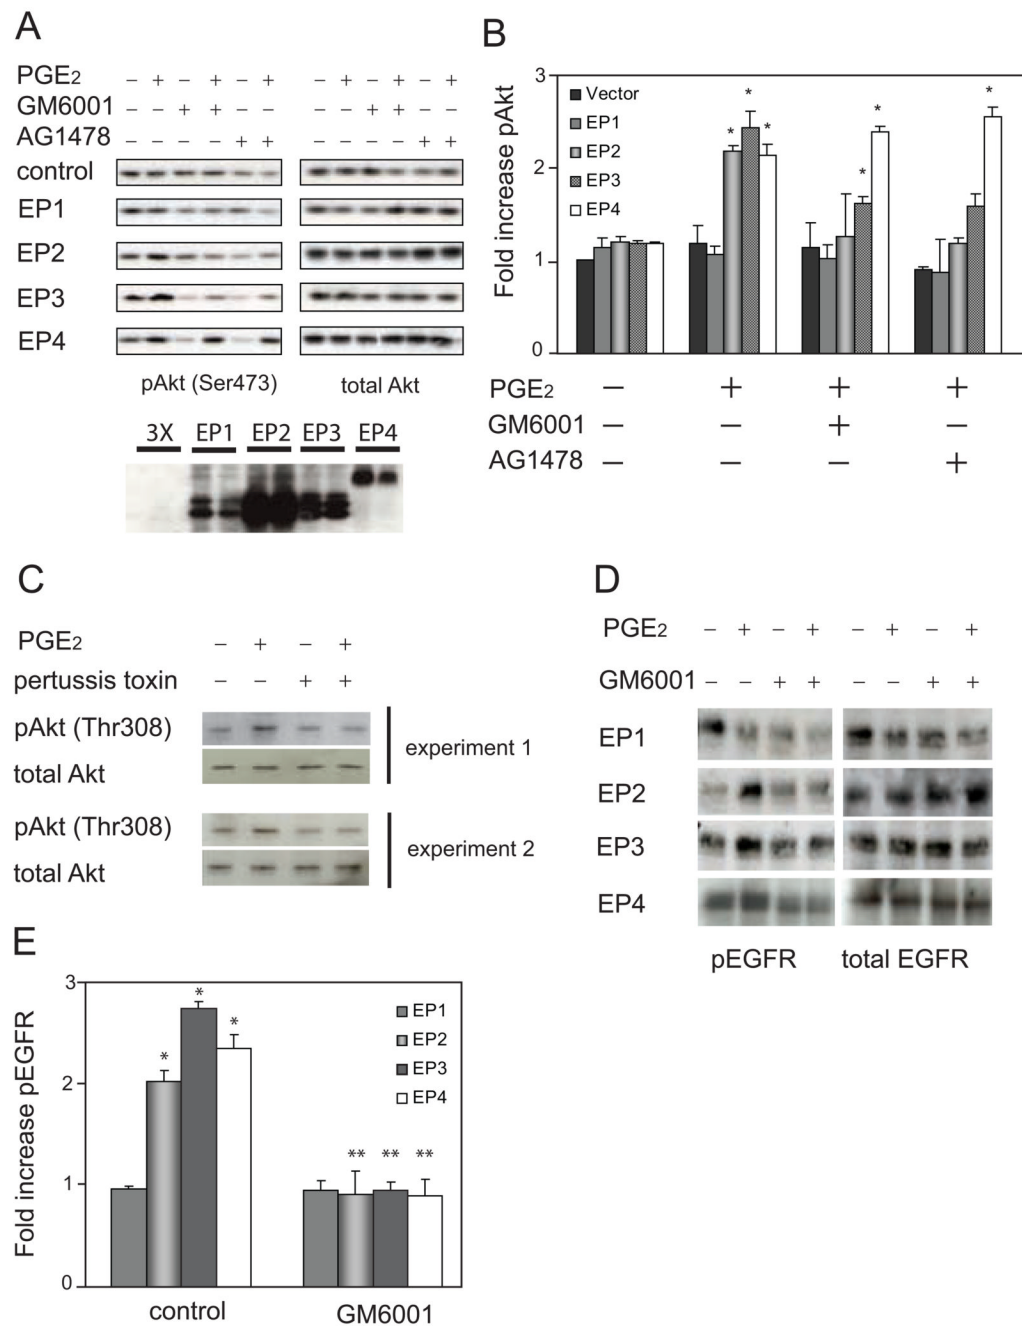 A
PGE2 – + – + – + – + – + – +
GM6001 – – + + – – – – + + – –
AG1478 – – – – + + – – – – + +
control
EP1
EP2
EP3
EP4
pAkt (Ser473) total Akt
3X EP1 EP2 EP3 EP4
B
Fold increase pAkt
3
2
1
0
Vector
EP1
EP2
EP3
EP4
* * *
* *
*
PGE2 – + + +
GM6001 – – + –
AG1478 – – – +
C
PGE2 – + – +
pertussis toxin – – + +
pAkt (Thr308)
total Akt
experiment 1
pAkt (Thr308)
total Akt
experiment 2
D
PGE2 – + – + – + – +
GM6001 – – + + – – + +
EP1
EP2
EP3
EP4
pEGFR total EGFR
E
Fold increase pEGFR
3
2
1
0
* * *
** ** **
EP1
EP2
EP3
EP4
control GM6001